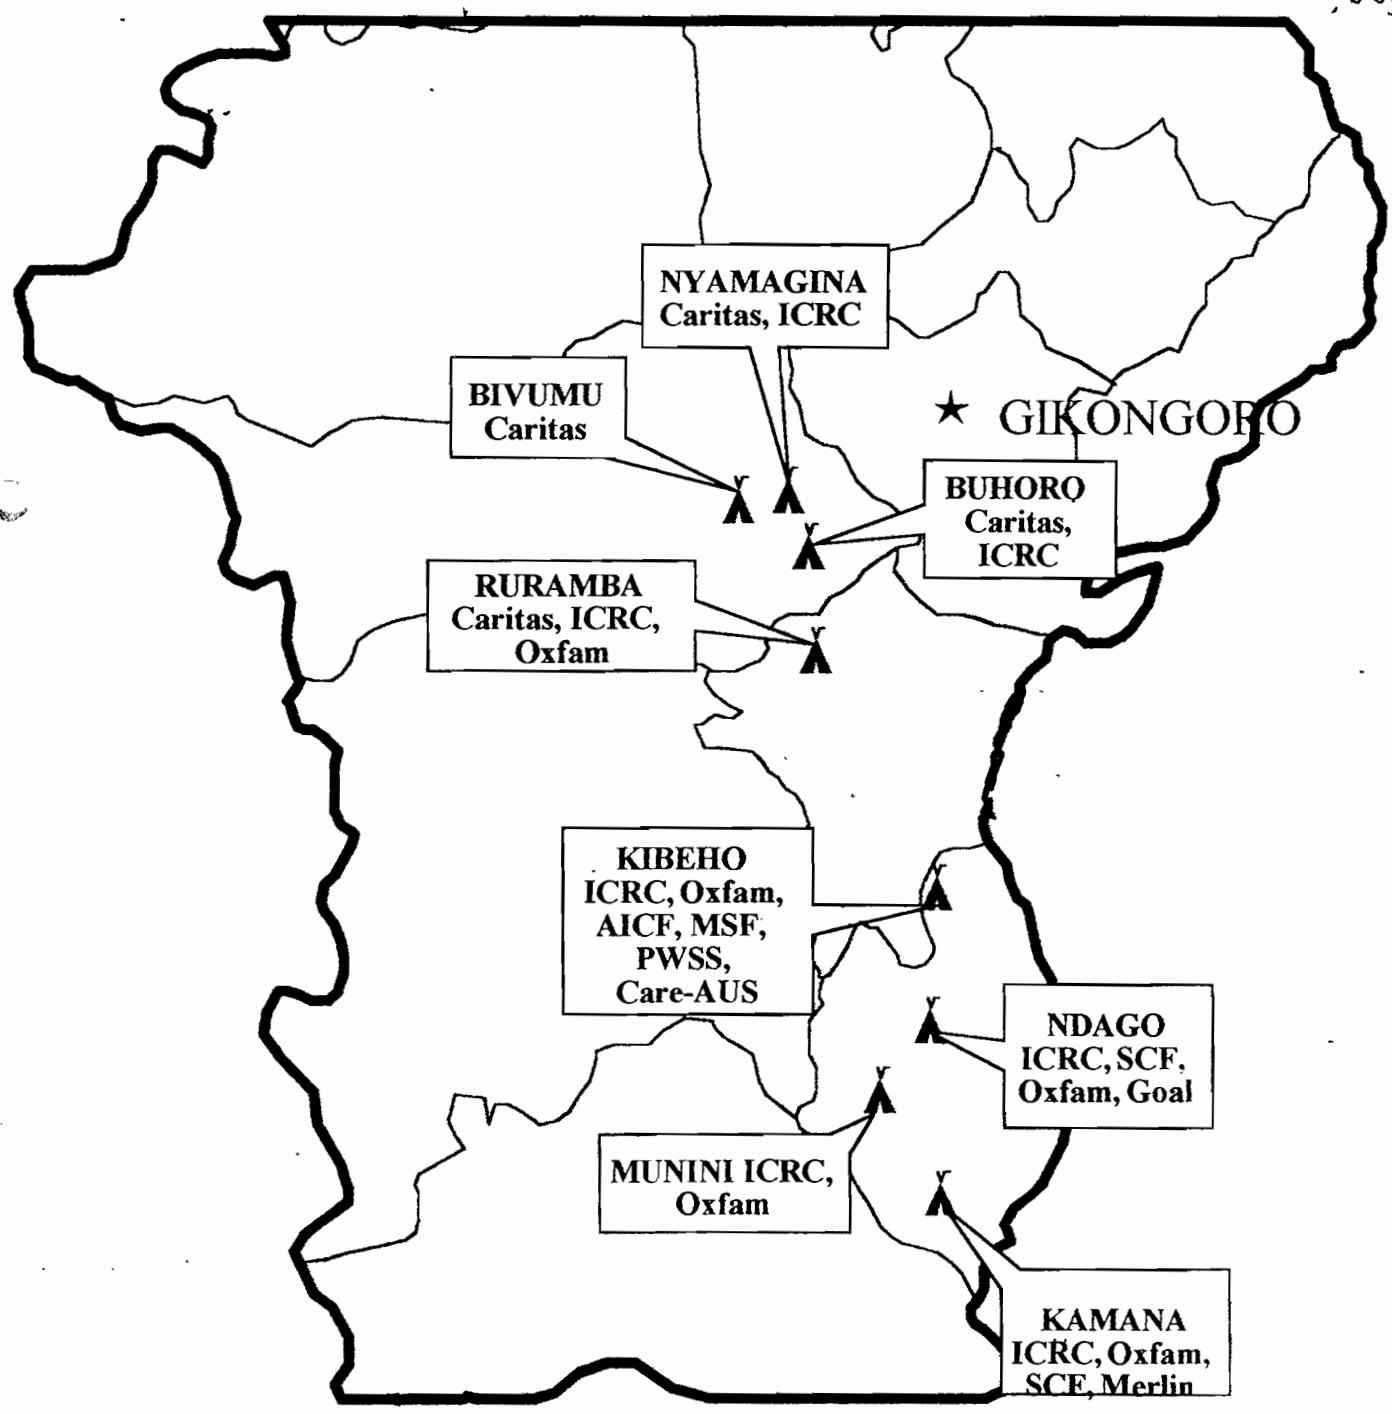 NYAMAGINA
Caritas, ICRC
BIVUMU
Caritas
GIKONGORO
BUHORO
Caritas,
ICRC
RURAMBA
Caritas, ICRC,
Oxfam
KIBEHO
ICRC, Oxfam,
AICF, MSF,
PWSS,
Care-AUS
NDAGO
ICRC, SCF,
Oxfam, Goal
MUNINI ICRC,
Oxfam
KAMANA
ICRC, Oxfam,
SCF, Merlin